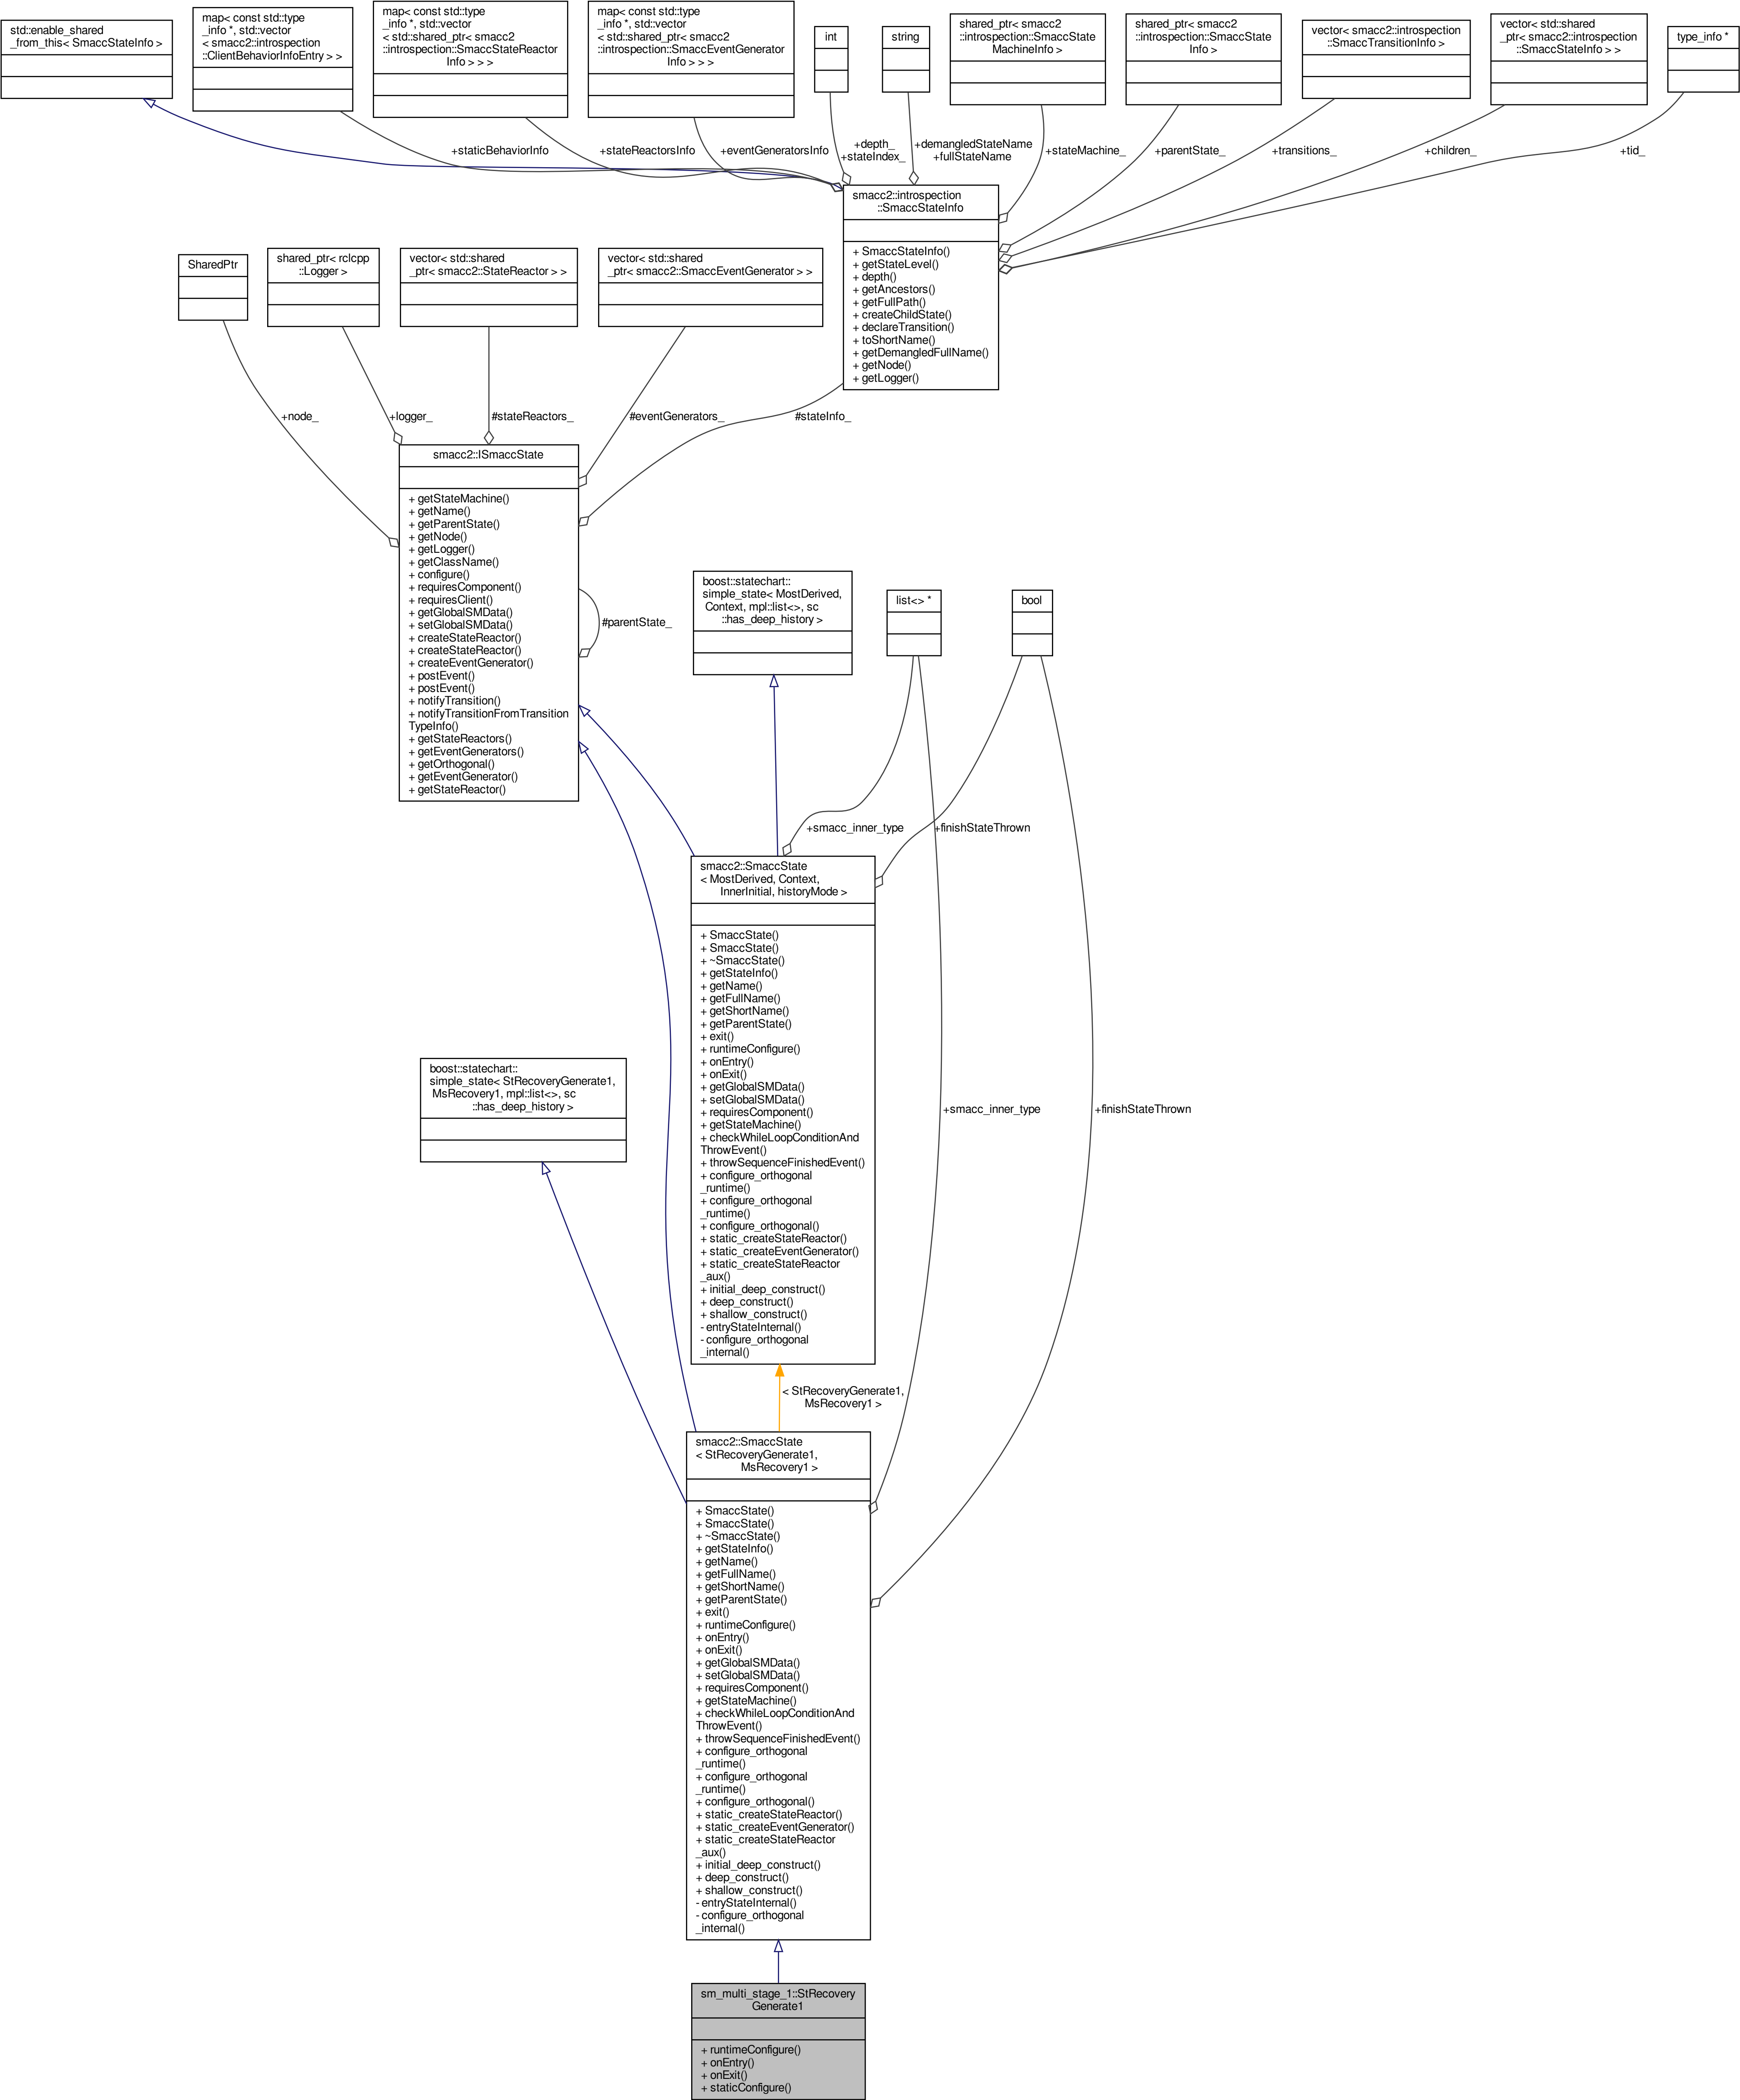 std::enable_shared
_from_this< SmaccStateInfo >
map< const std::type
_info *, std::vector
< smacc2::introspection
::ClientBehaviorInfoEntry > >
map< const std::type
_info *, std::vector
< std::shared_ptr< smacc2
::introspection::SmaccStateReactor
Info > > >
map< const std::type
_info *, std::vector
< std::shared_ptr< smacc2
::introspection::SmaccEventGenerator
Info > > >
int
string
shared_ptr< smacc2
::introspection::SmaccState
MachineInfo >
shared_ptr< smacc2
::introspection::SmaccState
Info >
vector< smacc2::introspection
::SmaccTransitionInfo >
vector< std::shared
_ptr< smacc2::introspection
::SmaccStateInfo > >
type_info *
+staticBehaviorInfo
+stateReactorsInfo
+eventGeneratorsInfo
+depth_
+stateIndex_
+demangledStateName
+fullStateName
+stateMachine_
+parentState_
+transitions_
+children_
+tid_
smacc2::introspection
::SmaccStateInfo
+ SmaccStateInfo()
+ getStateLevel()
+ depth()
+ getAncestors()
+ getFullPath()
+ createChildState()
+ declareTransition()
+ toShortName()
+ getDemangledFullName()
+ getNode()
+ getLogger()
SharedPtr
shared_ptr< rclcpp
::Logger >
vector< std::shared
_ptr< smacc2::StateReactor > >
vector< std::shared
_ptr< smacc2::SmaccEventGenerator > >
+node_
+logger_
#stateReactors_
#eventGenerators_
#stateInfo_
smacc2::ISmaccState
+ getStateMachine()
+ getName()
+ getParentState()
+ getNode()
+ getLogger()
+ getClassName()
+ configure()
+ requiresComponent()
+ requiresClient()
+ getGlobalSMData()
+ setGlobalSMData()
+ createStateReactor()
+ createStateReactor()
+ createEventGenerator()
+ postEvent()
+ postEvent()
+ notifyTransition()
+ notifyTransitionFromTransition
TypeInfo()
+ getStateReactors()
+ getEventGenerators()
+ getOrthogonal()
+ getEventGenerator()
+ getStateReactor()
#parentState_
boost::statechart::
simple_state< MostDerived,
Context, mpl::list<>, sc
::has_deep_history >
list<> *
bool
+smacc_inner_type
+finishStateThrown
smacc2::SmaccState
< MostDerived, Context,
InnerInitial, historyMode >
+ SmaccState()
+ SmaccState()
+ ~SmaccState()
+ getStateInfo()
+ getName()
+ getFullName()
+ getShortName()
+ getParentState()
+ exit()
+ runtimeConfigure()
+ onEntry()
+ onExit()
+ getGlobalSMData()
+ setGlobalSMData()
+ requiresComponent()
+ getStateMachine()
+ checkWhileLoopConditionAnd
ThrowEvent()
+ throwSequenceFinishedEvent()
+ configure_orthogonal
_runtime()
+ configure_orthogonal
_runtime()
+ configure_orthogonal()
+ static_createStateReactor()
+ static_createEventGenerator()
+ static_createStateReactor
_aux()
+ initial_deep_construct()
+ deep_construct()
+ shallow_construct()
- entryStateInternal()
- configure_orthogonal
_internal()
boost::statechart::
simple_state< StRecoveryGenerate1,
MsRecovery1, mpl::list<>, sc
::has_deep_history >
+smacc_inner_type
+finishStateThrown
< StRecoveryGenerate1,
MsRecovery1 >
smacc2::SmaccState
< StRecoveryGenerate1,
MsRecovery1 >
+ SmaccState()
+ SmaccState()
+ ~SmaccState()
+ getStateInfo()
+ getName()
+ getFullName()
+ getShortName()
+ getParentState()
+ exit()
+ runtimeConfigure()
+ onEntry()
+ onExit()
+ getGlobalSMData()
+ setGlobalSMData()
+ requiresComponent()
+ getStateMachine()
+ checkWhileLoopConditionAnd
ThrowEvent()
+ throwSequenceFinishedEvent()
+ configure_orthogonal
_runtime()
+ configure_orthogonal
_runtime()
+ configure_orthogonal()
+ static_createStateReactor()
+ static_createEventGenerator()
+ static_createStateReactor
_aux()
+ initial_deep_construct()
+ deep_construct()
+ shallow_construct()
- entryStateInternal()
- configure_orthogonal
_internal()
sm_multi_stage_1::StRecovery
Generate1
+ runtimeConfigure()
+ onEntry()
+ onExit()
+ staticConfigure()